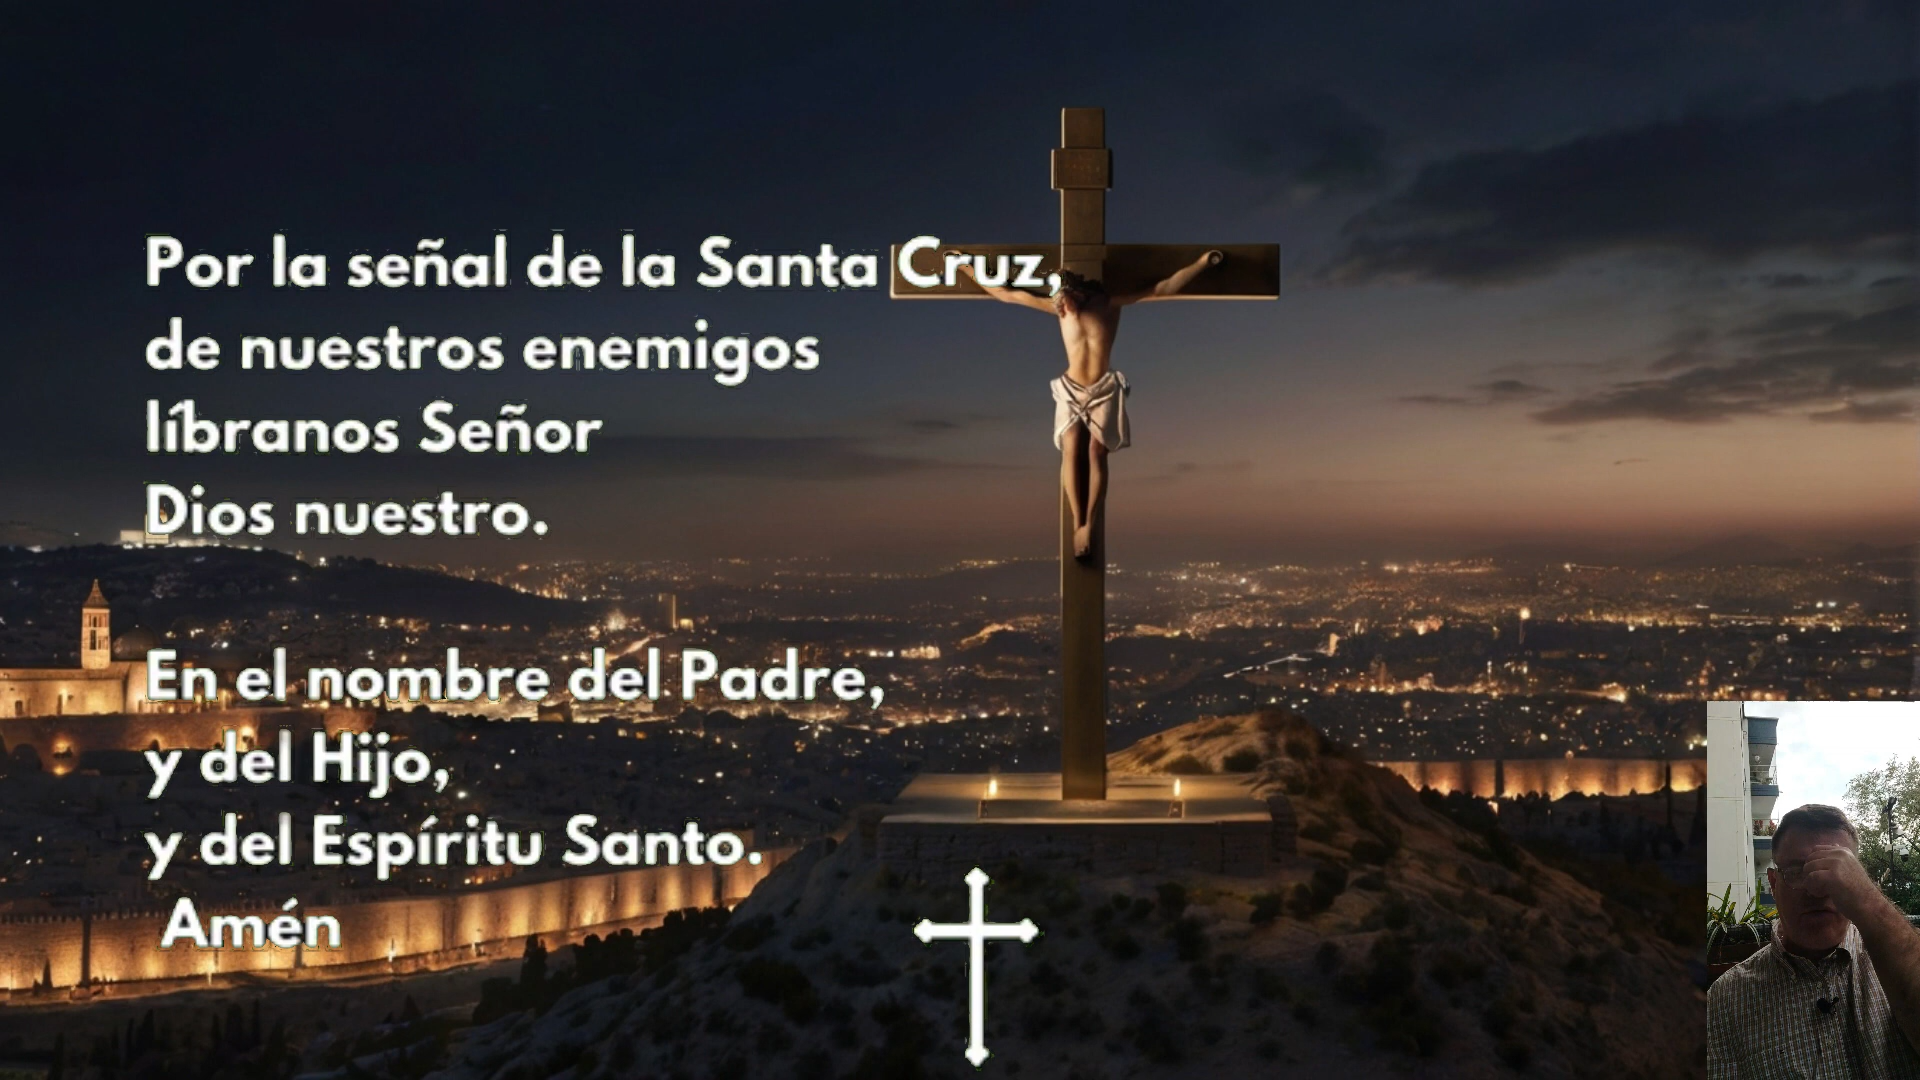 Por la señal de la Santa Cruz,
de nuestros enemigos
líbranos Señor
Dios nuestro.
En el nombre del Padre,
y del Hijo,
y del Espíritu Santo.
Amén